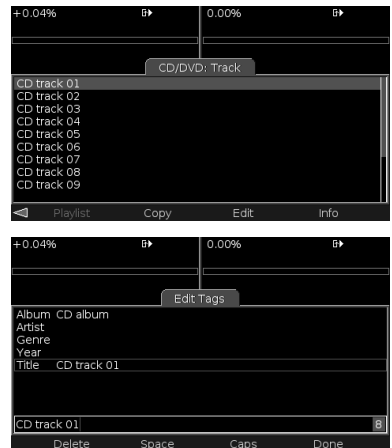 +0.04% 0.00%
CD/DVD: Track
CD track 01
CD track 02
CD track 03
CD track 04
CD track 05
CD track 06
CD track 07
CD track 08
CD track 09
Playlist Copy Edit Info
+0.04% 0.00%
Edit Tags
Album CD album
Artist
Genre
Year
Title CD track 01
CD track 01 8
Delete Space Caps Done